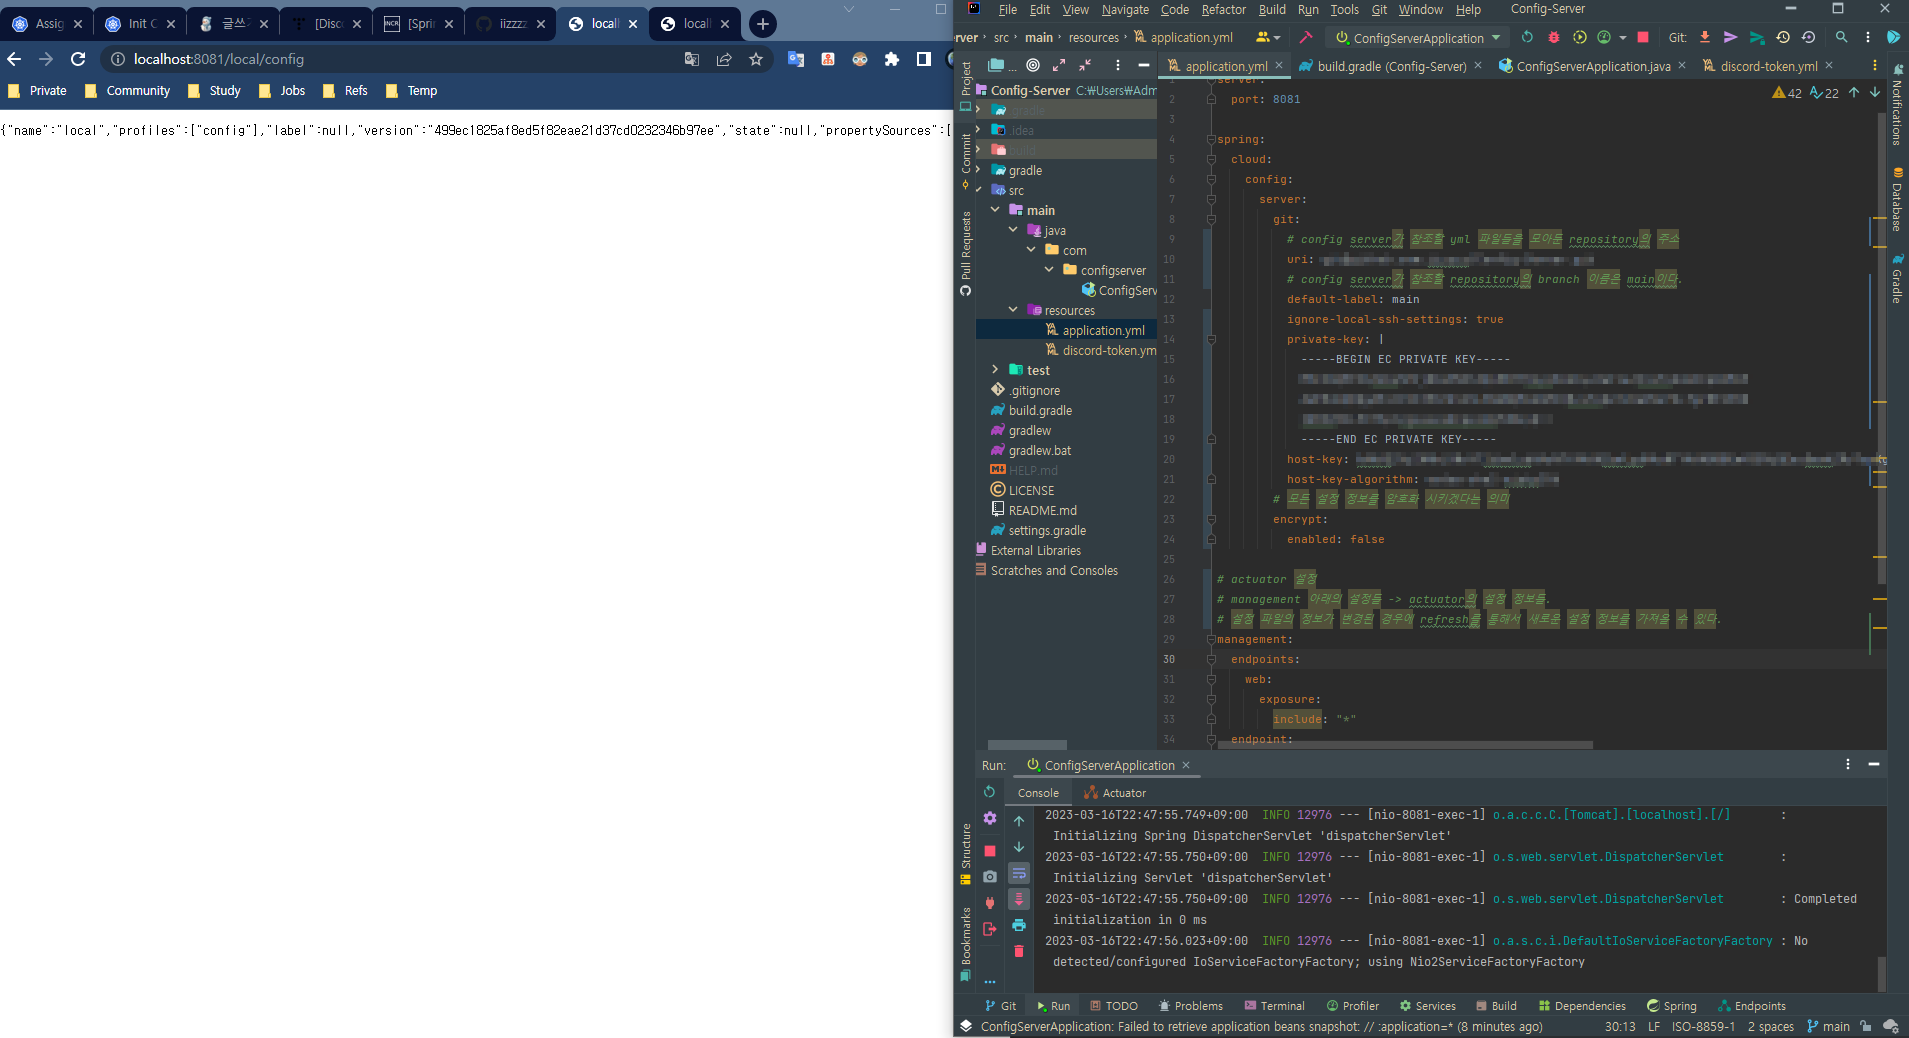 Assig
Init C
글쓰
[Disc
[Sprin
iizzzz
local
local
localhost:8081/local/config
Private
Community
Study
Jobs
Refs
Temp
{"name":"local","profiles":["config"],"label":null,"version":"499ec1825af8ed5f82eae21d37cd0232346b97ee","state":null,"propertySources":[
File Edit View Navigate Code Refactor Build Run Tools Git Window Help Config-Server
erver src main resources application.yml
ConfigServerApplication
Git:
Project
Commit
Pull Requests
Structure
Bookmarks
Config-Server C:₩Users₩Adm
.gradle
.idea
build
gradle
src
main
java
com
configserver
ConfigServ
resources
application.yml
discord-token.ym
test
.gitignore
build.gradle
gradlew
gradlew.bat
HELP.md
LICENSE
README.md
settings.gradle
External Libraries
Scratches and Consoles
application.yml
build.gradle (Config-Server)
ConfigServerApplication.java
discord-token.yml
42 22
1 server:
2 port: 8081
3
4 spring:
5 cloud:
6 config:
7 server:
8 git:
9 # config server가 참조할 yml 파일들을 모아둔 repository의 주소
10 uri:
11 # config server가 참조할 repository의 branch 이름은 main이다.
12 default-label: main
13 ignore-local-ssh-settings: true
14 private-key: |
15 -----BEGIN EC PRIVATE KEY-----
16
17
18
19 -----END EC PRIVATE KEY-----
20 host-key:
21 host-key-algorithm:
22 # 모든 설정 정보를 암호화 시키겠다는 의미
23 encrypt:
24 enabled: false
25
26 # actuator 설정
27 # management 아래의 설정들 -> actuator의 설정 정보들.
28 # 설정 파일의 정보가 변경된 경우에 refresh를 통해서 새로운 설정 정보를 가져올 수 있다.
29 management:
30 endpoints:
31 web:
32 exposure:
33 include: "*"
34 endpoint:
Notifications
Database
Gradle
Run: ConfigServerApplication
Console
Actuator
2023-03-16T22:47:55.749+09:00 INFO 12976 --- [nio-8081-exec-1] o.a.c.c.C.[Tomcat].[localhost].[/] :
Initializing Spring DispatcherServlet 'dispatcherServlet'
2023-03-16T22:47:55.750+09:00 INFO 12976 --- [nio-8081-exec-1] o.s.web.servlet.DispatcherServlet :
Initializing Servlet 'dispatcherServlet'
2023-03-16T22:47:55.750+09:00 INFO 12976 --- [nio-8081-exec-1] o.s.web.servlet.DispatcherServlet : Completed
initialization in 0 ms
2023-03-16T22:47:56.023+09:00 INFO 12976 --- [nio-8081-exec-1] o.a.s.c.i.DefaultIoServiceFactoryFactory : No
detected/configured IoServiceFactoryFactory; using Nio2ServiceFactoryFactory
Git Run TODO Problems Terminal Profiler Services Build Dependencies Spring Endpoints
ConfigServerApplication: Failed to retrieve application beans snapshot: // :application=* (8 minutes ago) 30:13 LF ISO-8859-1 2 spaces main